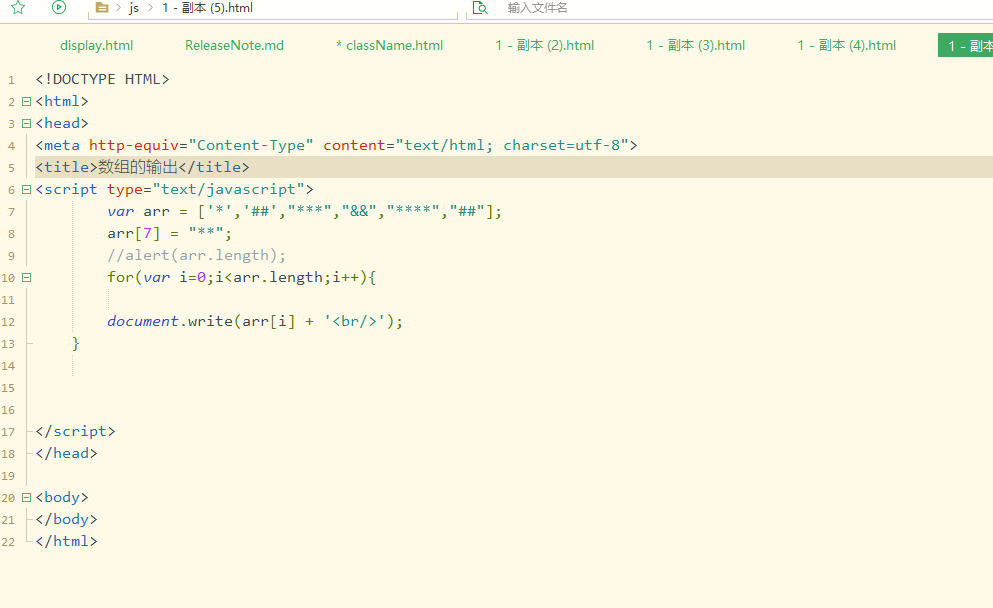 js 1 - 副本 (5).html 输入文件名
display.html ReleaseNote.md * className.html 1 - 副本 (2).html 1 - 副本 (3).html 1 - 副本 (4).html 1 - 副本
1 <!DOCTYPE HTML>
2 <html>
3 <head>
4 <meta http-equiv="Content-Type" content="text/html; charset=utf-8">
5 <title>数组的输出</title>
6 <script type="text/javascript">
7 var arr = ['*','##',"***","&&","****","##"];
8 arr[7] = "**";
9 //alert(arr.length);
10 for(var i=0;i<arr.length;i++){
11
12 document.write(arr[i] + '<br/>');
13 }
14
15
16
17 </script>
18 </head>
19
20 <body>
21 </body>
22 </html>